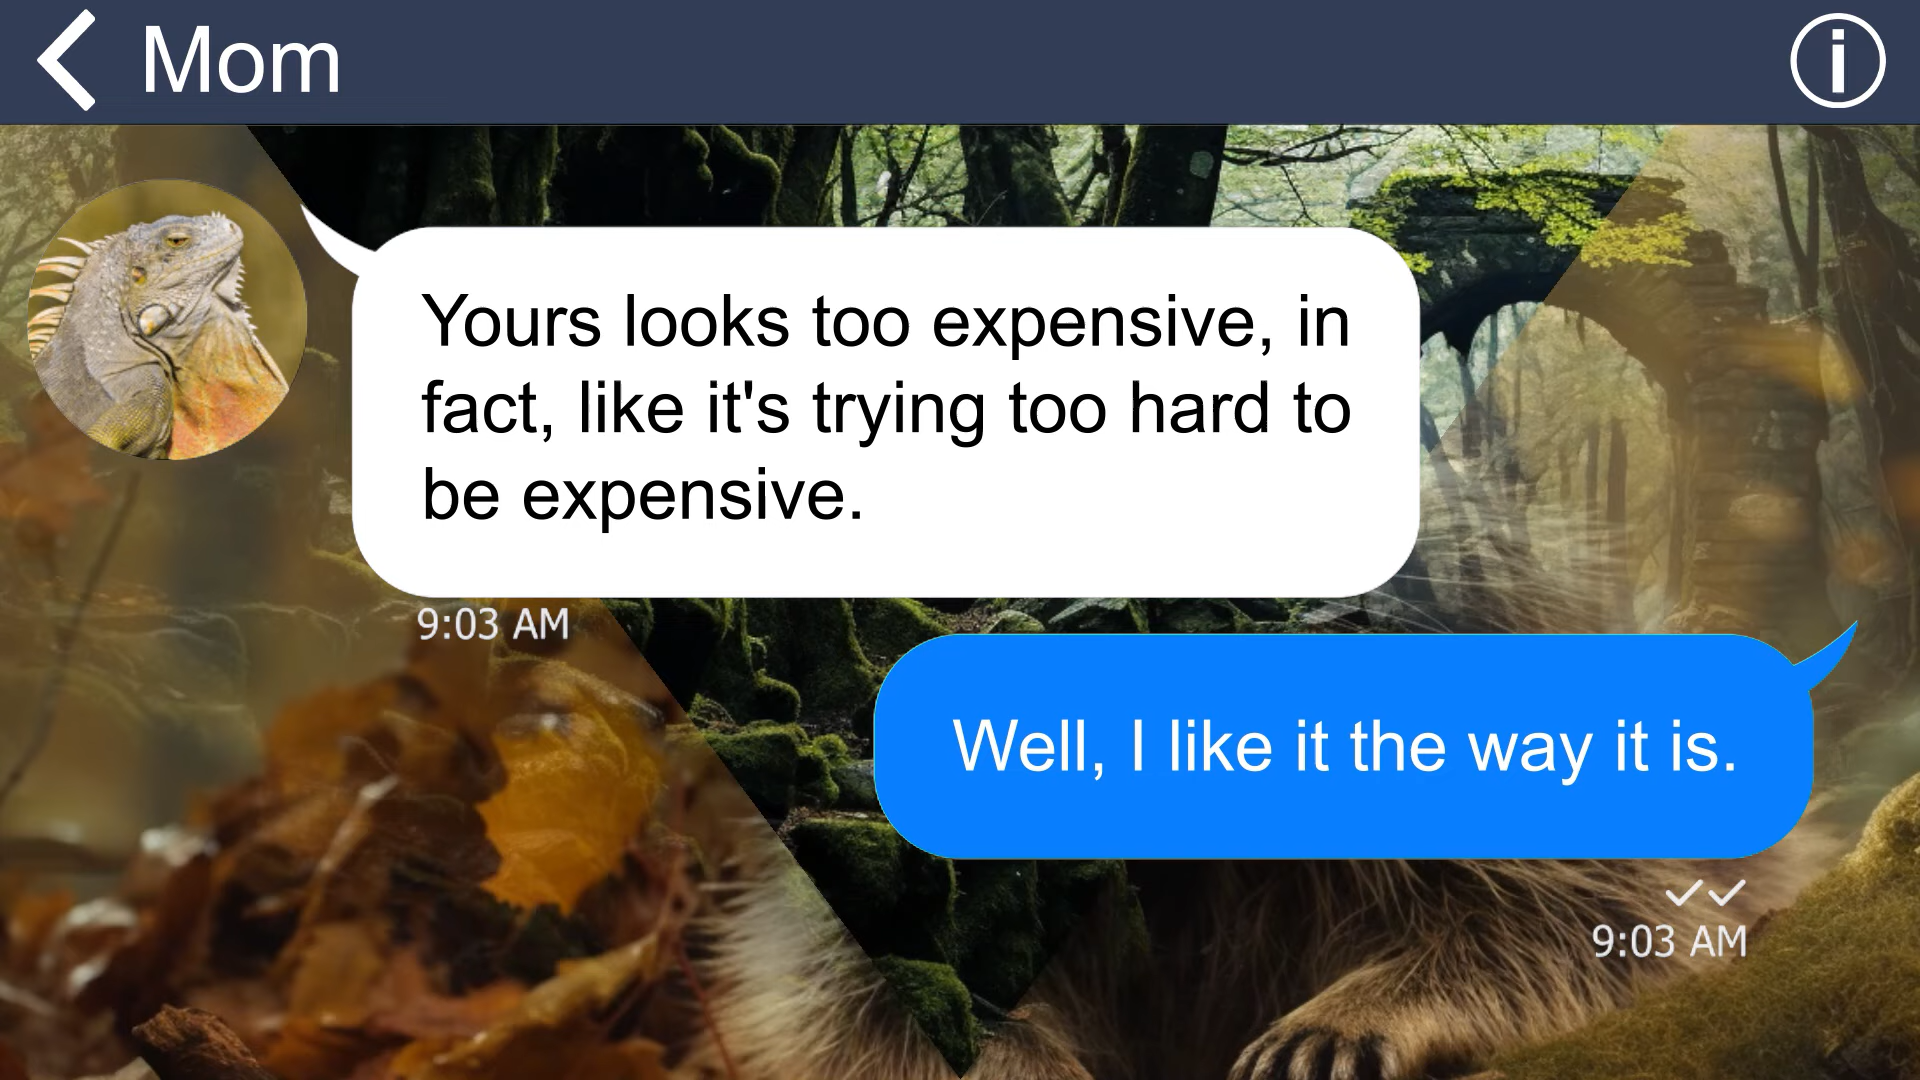 Mom
Yours looks too expensive, in
fact, like it's trying too hard to
be expensive.
9:03 AM
Well, I like it the way it is.
9:03 AM